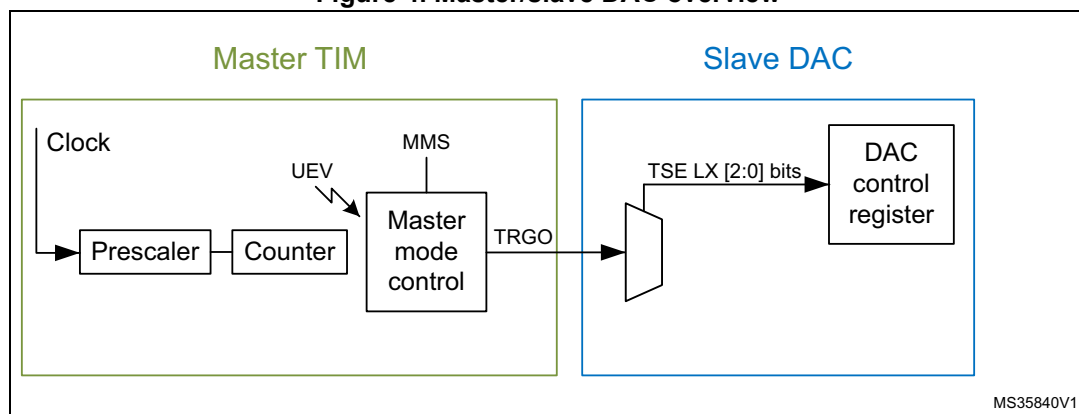 Master TIM
Slave DAC
Clock
UEV
MMS
Prescaler
Counter
Master
mode
control
TRGO
TSE LX [2:0] bits
DAC
control
register
MS35840V1